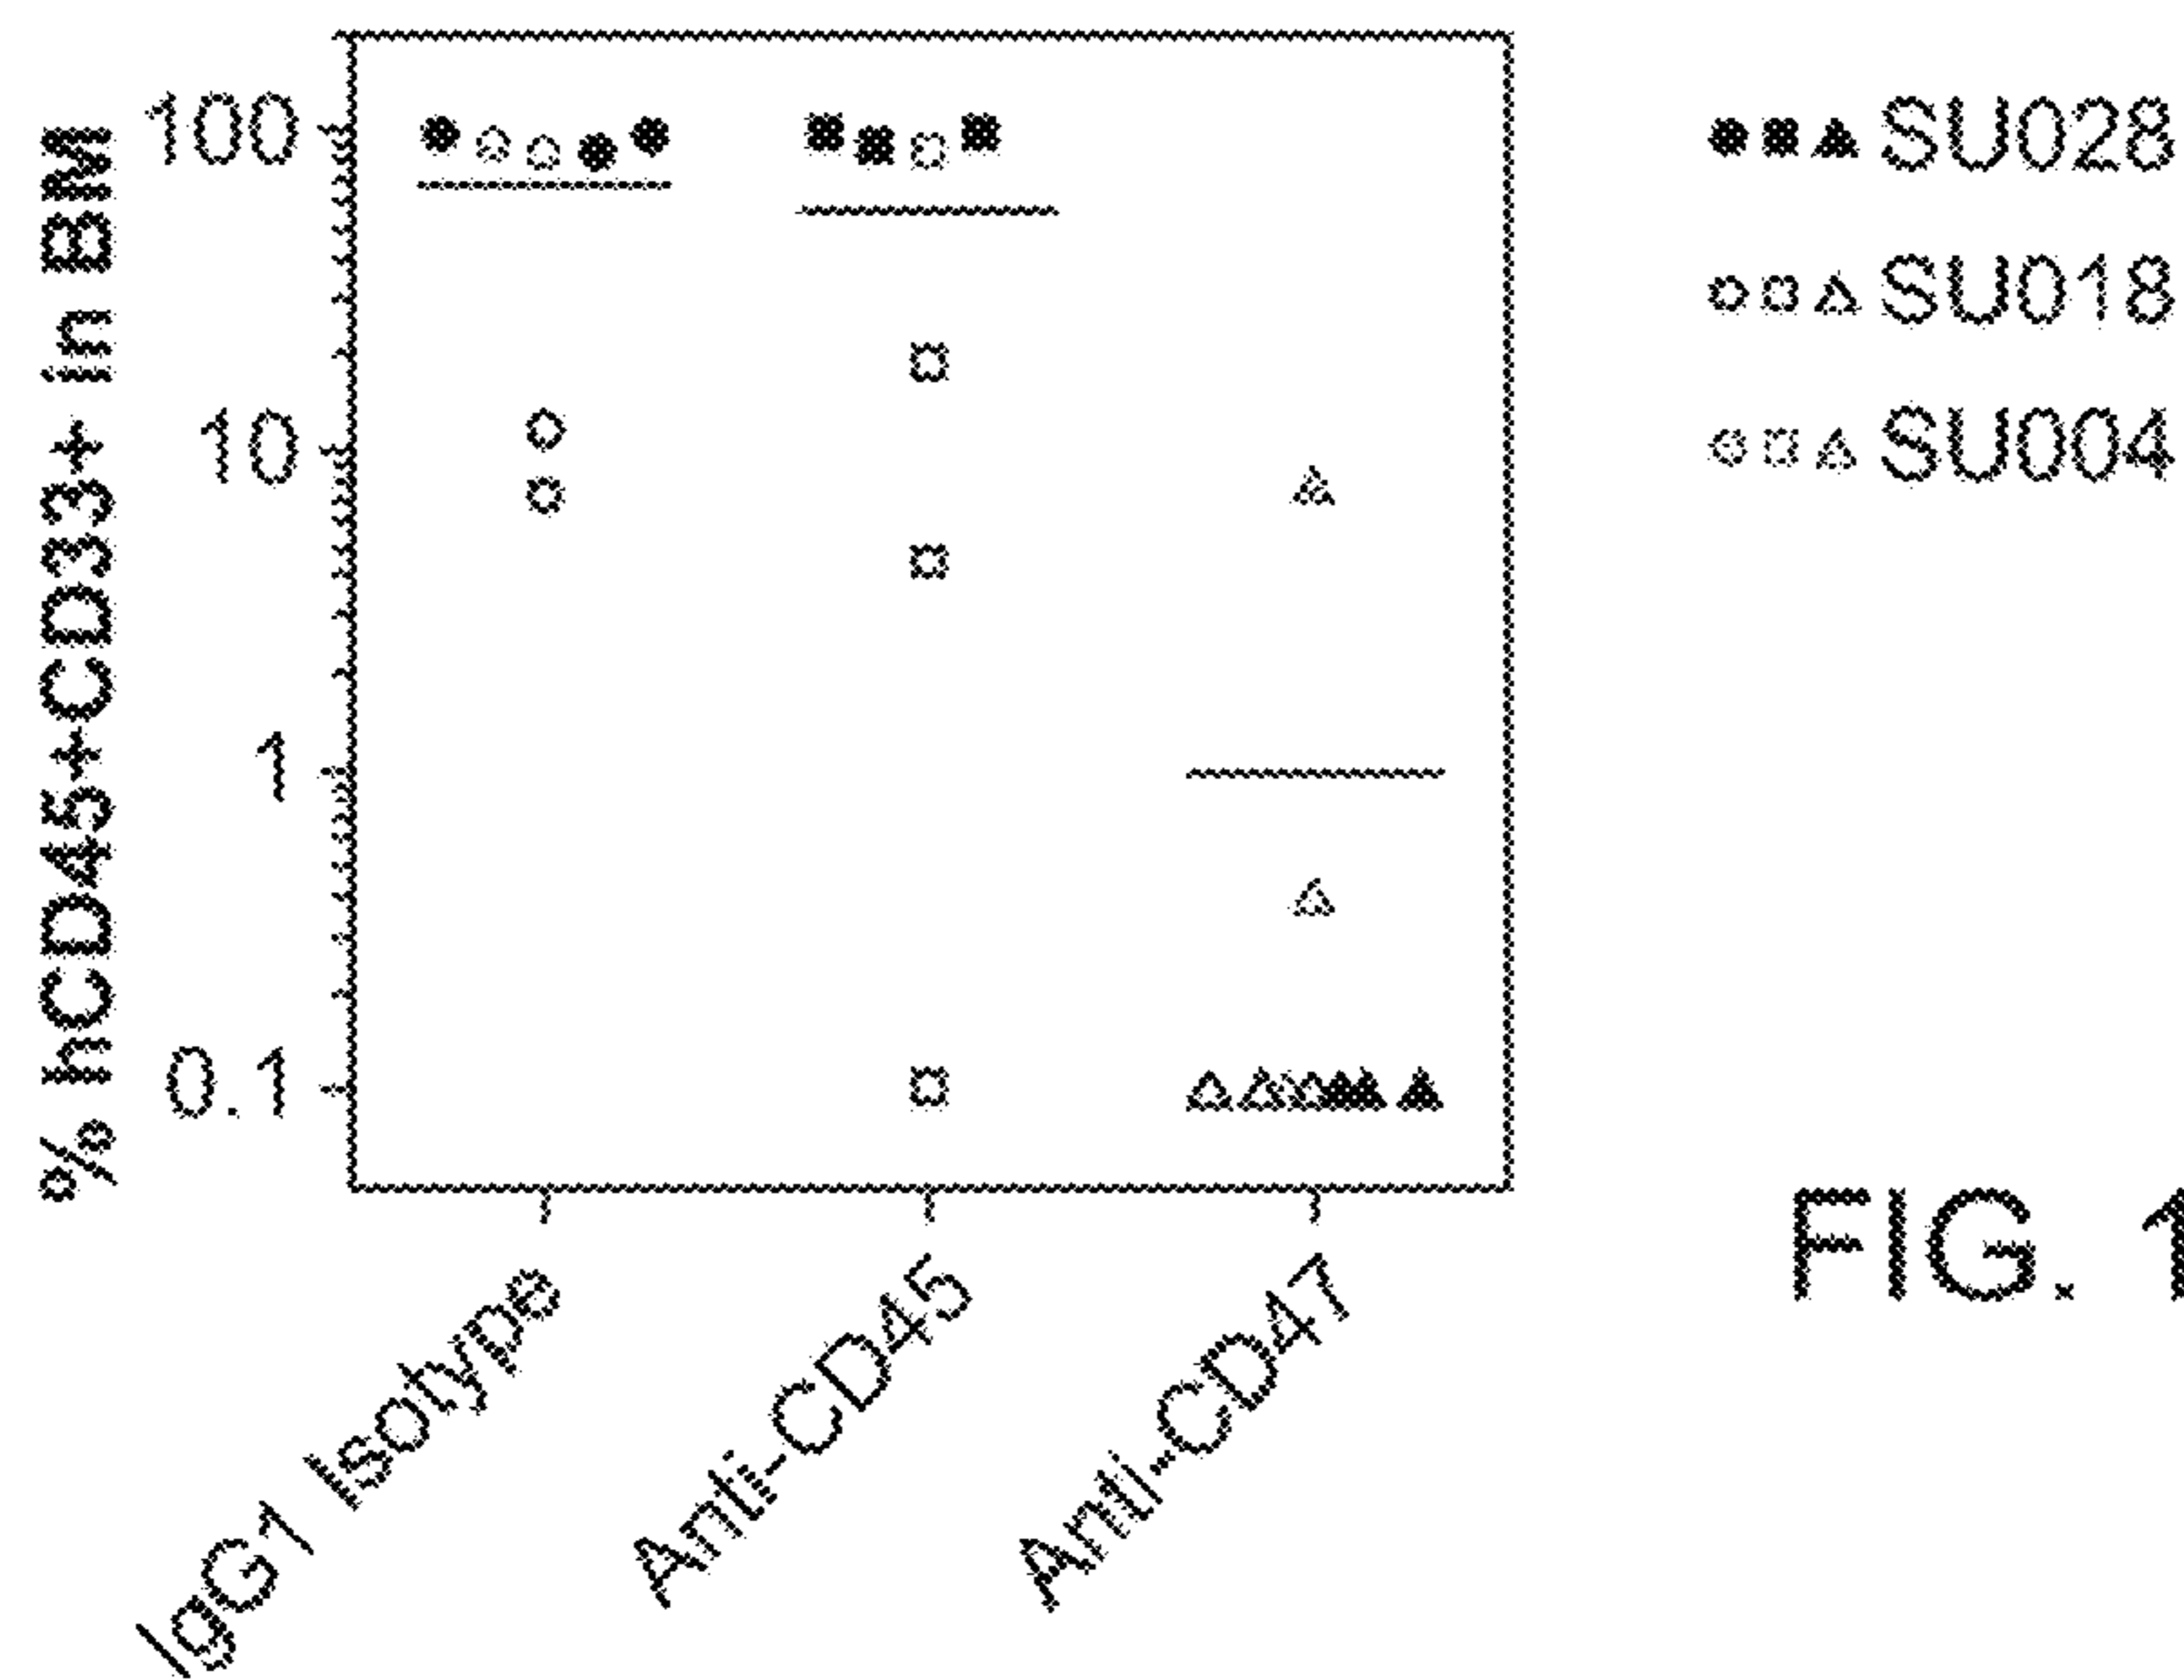 % hCD45+CD33+ in BM
100
10
1
0.1
IgG1 Isotype
Anti-CD45
Anti-CD47
SU028
SU018
SU004
FIG. 1